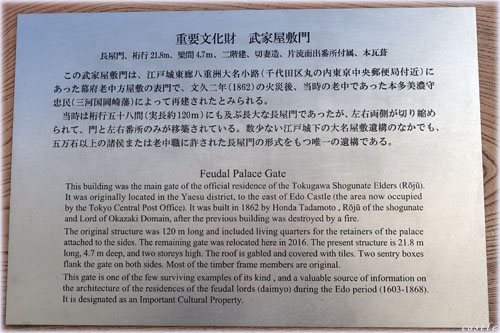 重要文化財　武家屋敷門
長屋門、桁行 21.8m、梁間 4.7m、二階建、切妻造、片流面出番所付属、本瓦葺
この武家屋敷門は、江戸城東廊八重洲大名小路(千代田区丸の内東京中央郵便局付近)に
あった幕府老中方屋敷の表門で、文久二年(1862)の火災後、当時の老中であった本多美濃守
忠民(三河国岡崎藩)によって再建されたとみられる。
当時は桁行五十八間(実長約120m)にも及ぶ長大な長屋門であったが、左右両側が切り縮め
られて、門と左右番所のみが移築されている。数少ない江戸城下の大名屋敷遺構のなかでも、
五万石以上の諸侯または老中職に許された長屋門の形式をもつ唯一の遺構である。
Feudal Palace Gate
This building was the main gate of the official residence of the Tokugawa Shogunate Elders (Rōjū).
It was originally located in the Yaesu district, to the east of Edo Castle (the area now occupied
by the Tokyo Central Post Office). It was built in 1862 by Honda Tadamoto , Rōjū of the shogunate
and Lord of Okazaki Domain, after the previous building was destroyed by a fire.
The original structure was 120 m long and included living quarters for the retainers of the palace
attached to the sides. The remaining gate was relocated here in 2016. The present structure is 21.8 m
long, 4.7 m deep, and two storeys high. The roof is gabled and covered with tiles. Two sentry boxes
flank the gate on both sides. Most of the timber frame members are original.
This gate is one of the few surviving examples of its kind , and a valuable source of information on
the architecture of the residences of the feudal lords (daimyo) during the Edo period (1603-1868).
It is designated as an Important Cultural Property.